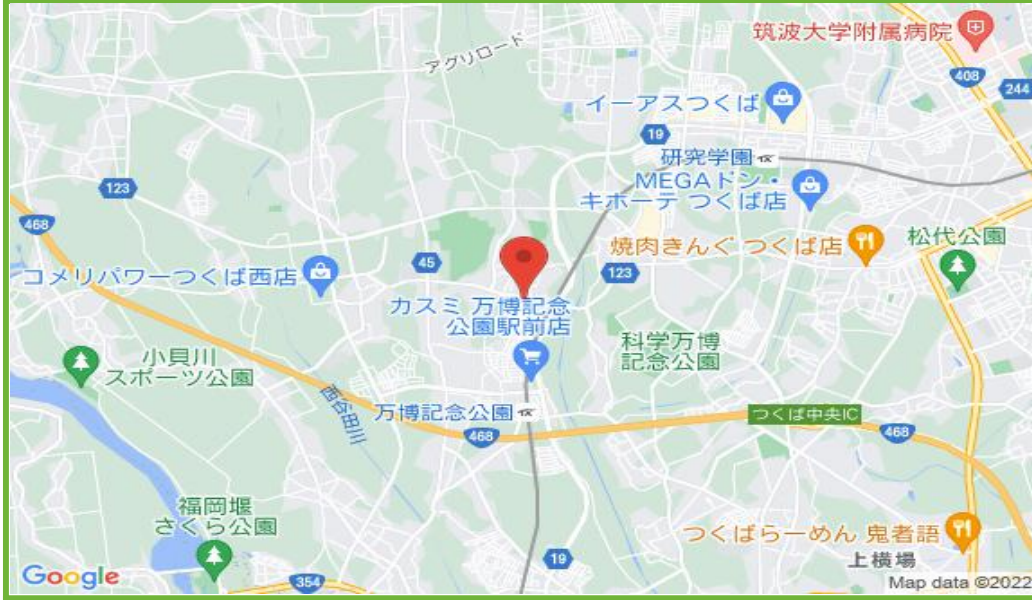 筑波大学附属病院
アグリロード
408
244
イーアスつくば
19
研究学園
MEGAドン・
キホーテ つくば店
123
468
焼肉きんぐ つくば店
松代公園
コメリパワーつくば西店
45
123
カスミ 万博記念
公園駅前店
科学万博
記念公園
小貝川
スポーツ公園
西谷田川
万博記念公園
つくば中央IC
468
468
福岡堰
さくら公園
つくばらーめん 鬼者語
19
上横場
354
Google
Map data ©2022